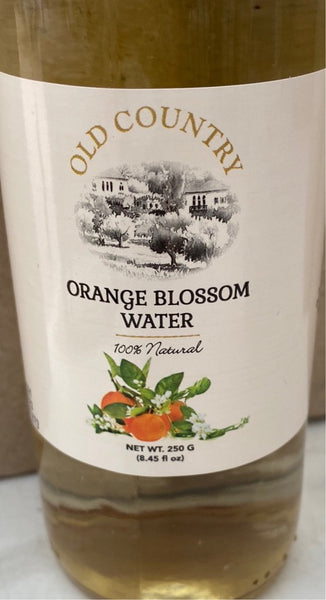 OLD COUNTRY
ORANGE BLOSSOM
WATER
100% Natural
NET WT. 250 G
(8.45 fl oz)